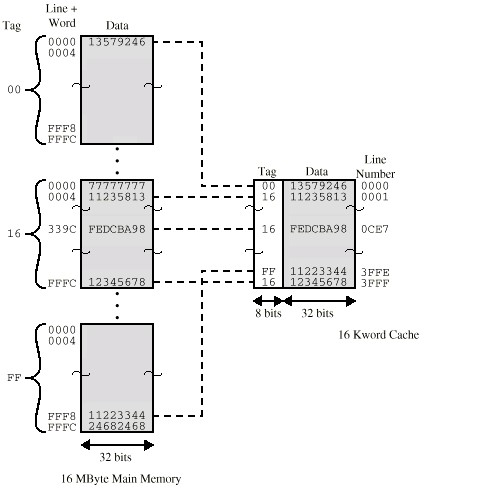 Line +
Tag Word Data
0000 13579246
0004
00
FFF8
FFFC
Tag Data Line Number
0000 77777777 00 13579246 0000
0004 11235813 16 11235813 0001
16 339C FEDCBA98 16 FEDCBA98 0CE7
FF 11223344 3FFE
FFFC 12345678 16 12345678 3FFF
8 bits 32 bits
0000
0004
16 Kword Cache
FF
FFF8 11223344
FFFC 24682468
32 bits
16 MByte Main Memory